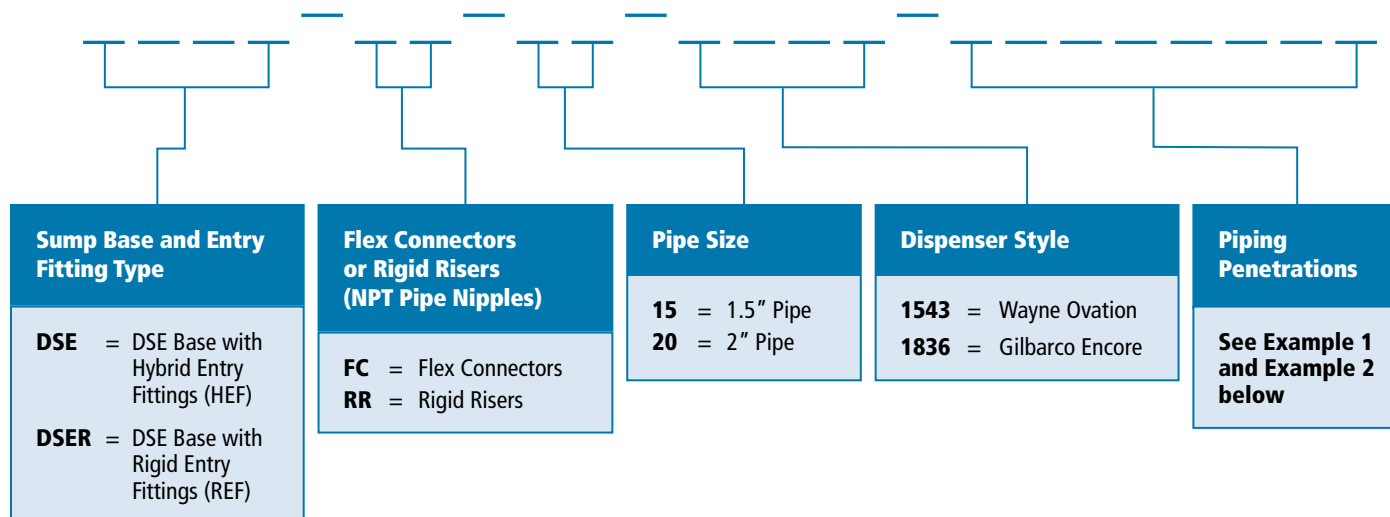 Sump Base and Entry
Fitting Type
DSE = DSE Base with
Hybrid Entry
Fittings (HEF)
DSER = DSE Base with
Rigid Entry
Fittings (REF)
Flex Connectors
or Rigid Risers
(NPT Pipe Nipples)
FC = Flex Connectors
RR = Rigid Risers
Pipe Size
15 = 1.5" Pipe
20 = 2" Pipe
Dispenser Style
1543 = Wayne Ovation
1836 = Gilbarco Encore
Piping
Penetrations
See Example 1
and Example 2
below